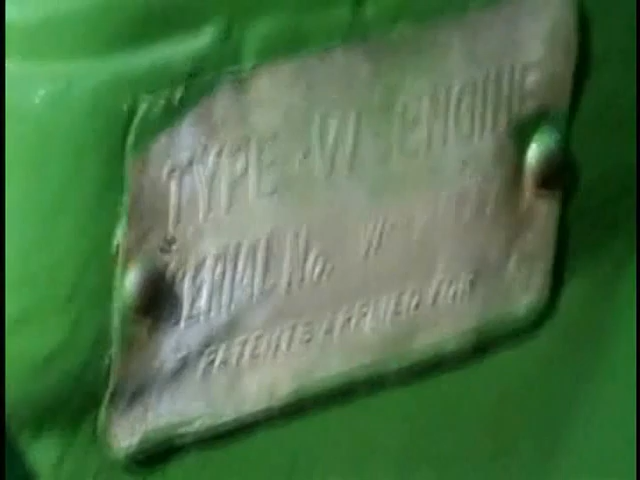 TYPE W ENGINE
SERIAL No. W
PATENTS APPLIED FOR